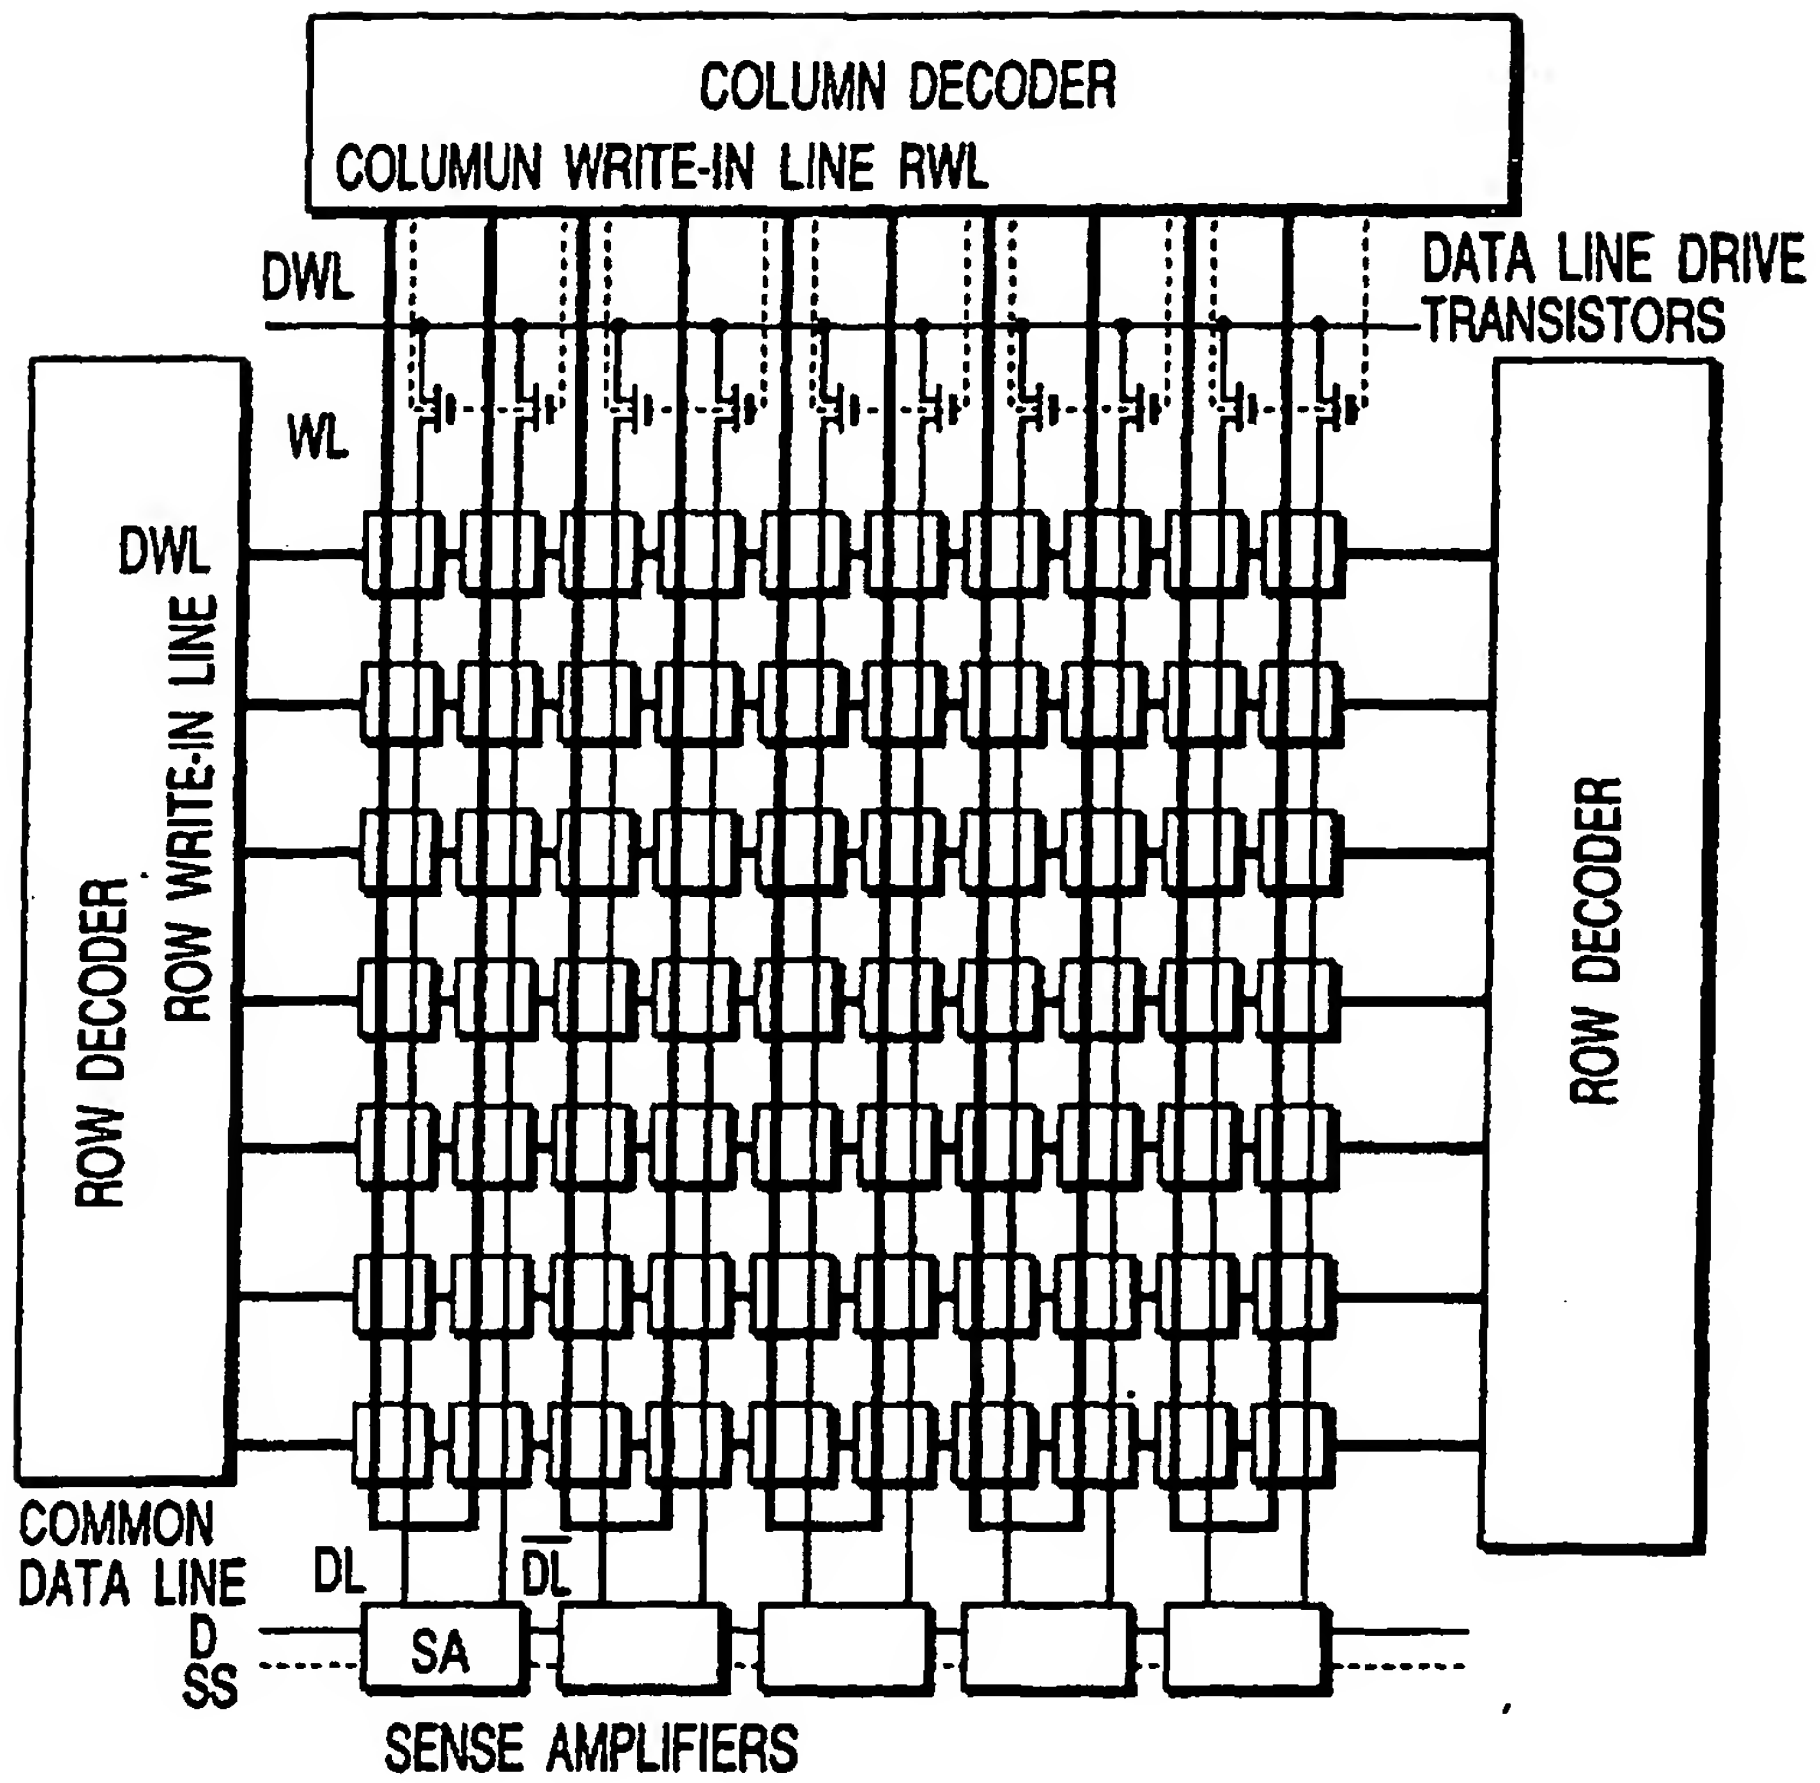 COLUMN DECODER
COLUMUN WRITE-IN LINE RWL
DWL
DATA LINE DRIVE
TRANSISTORS
WL
DWL
ROW WRITE-IN LINE
ROW DECODER
ROW DECODER
COMMON
DATA LINE
DL
D̅L̅
D
SA
SS
SENSE AMPLIFIERS